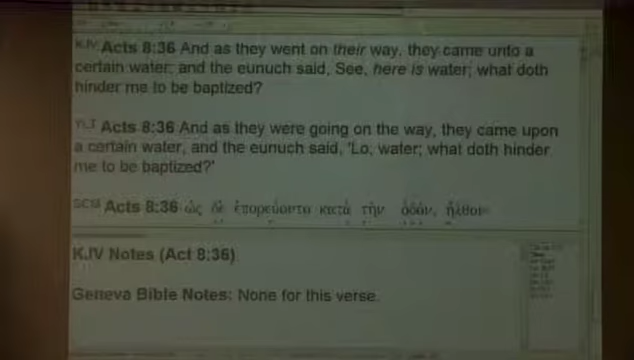 KJV Acts 8:36 And as they went on their way, they came unto a
certain water; and the eunuch said, See, here is water; what doth
hinder me to be baptized?
YLT Acts 8:36 And as they were going on the way, they came upon
a certain water, and the eunuch said, 'Lo, water; what doth hinder
me to be baptized?'
Acts 8:36 ὡς δὲ ἐπορεύοντο κατὰ τὴν ὁδόν, ἦλθον
KJV Notes (Act 8:36)
Geneva Bible Notes: None for this verse.